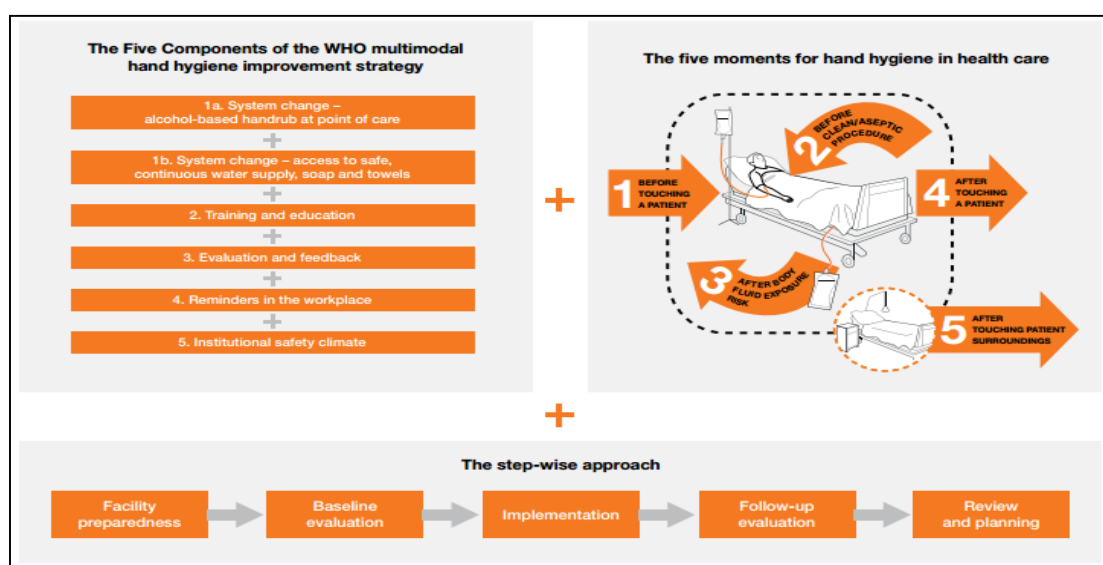 The Five Components of the WHO multimodal
hand hygiene improvement strategy
1a. System change –
alcohol-based handrub at point of care
+
1b. System change – access to safe,
continuous water supply, soap and towels
+
2. Training and education
+
3. Evaluation and feedback
+
4. Reminders in the workplace
+
5. Institutional safety climate
+
The five moments for hand hygiene in health care
1 BEFORE
TOUCHING
A PATIENT
2 BEFORE
CLEAN/ASEPTIC
PROCEDURE
3 AFTER BODY
FLUID EXPOSURE
RISK
4 AFTER
TOUCHING
A PATIENT
5 AFTER
TOUCHING PATIENT
SURROUNDINGS
+
The step-wise approach
Facility
preparedness
Baseline
evaluation
Implementation
Follow-up
evaluation
Review
and planning